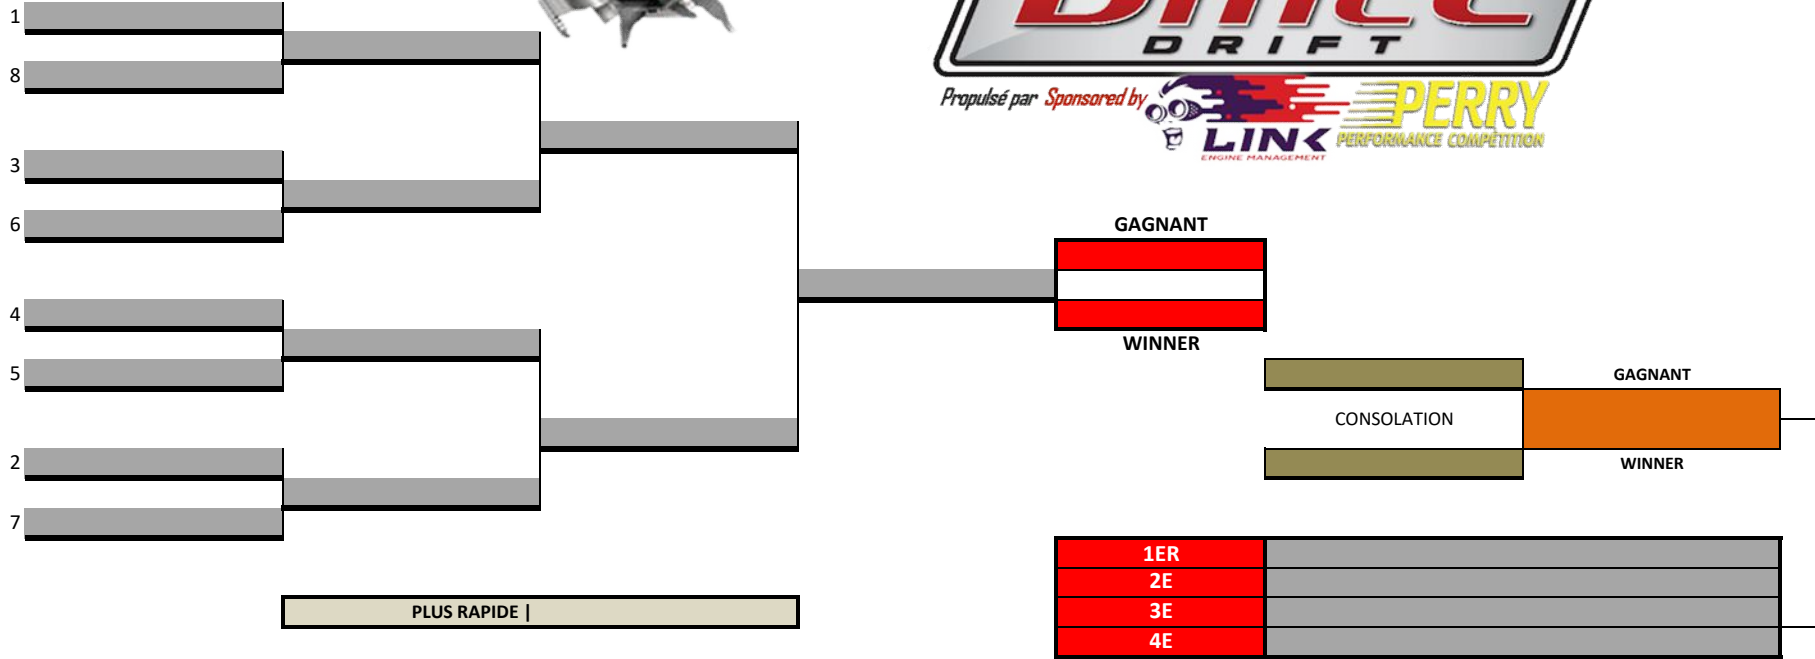 1
8
3
6
4
5
2
7
DMCC
DRIFT
Propulsé par Sponsored by
LINK
ENGINE MANAGEMENT
PERRY
PERFORMANCE COMPÉTITION
GAGNANT
WINNER
GAGNANT
CONSOLATION
WINNER
PLUS RAPIDE |
1ER
2E
3E
4E